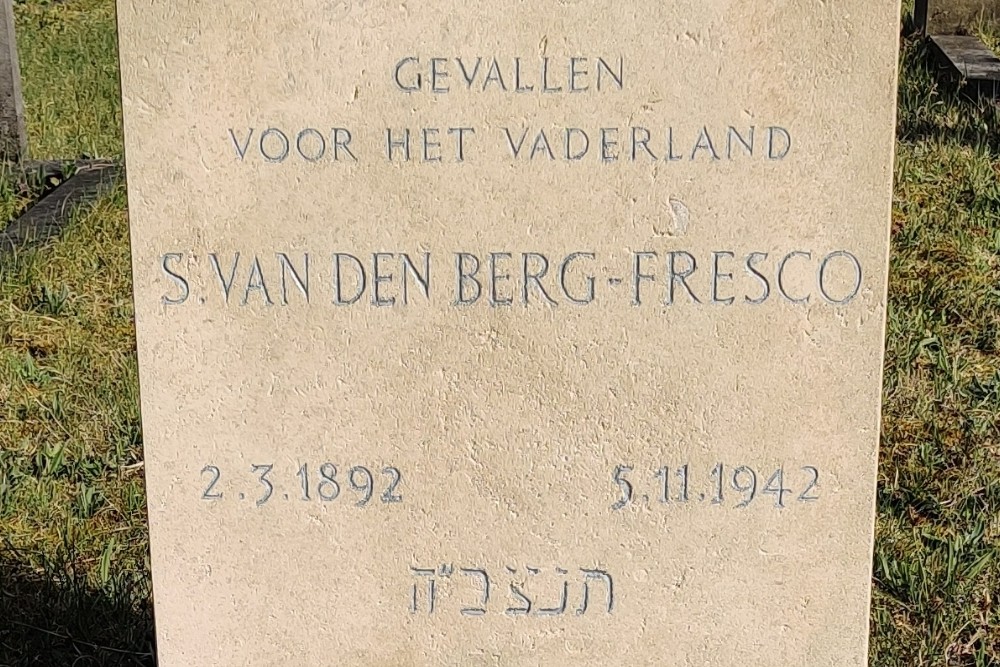 GEVALLEN
VOOR HET VADERLAND
S. VAN DEN BERG-FRESCO
2.3.1892 5.11.1942
תנצב״ה